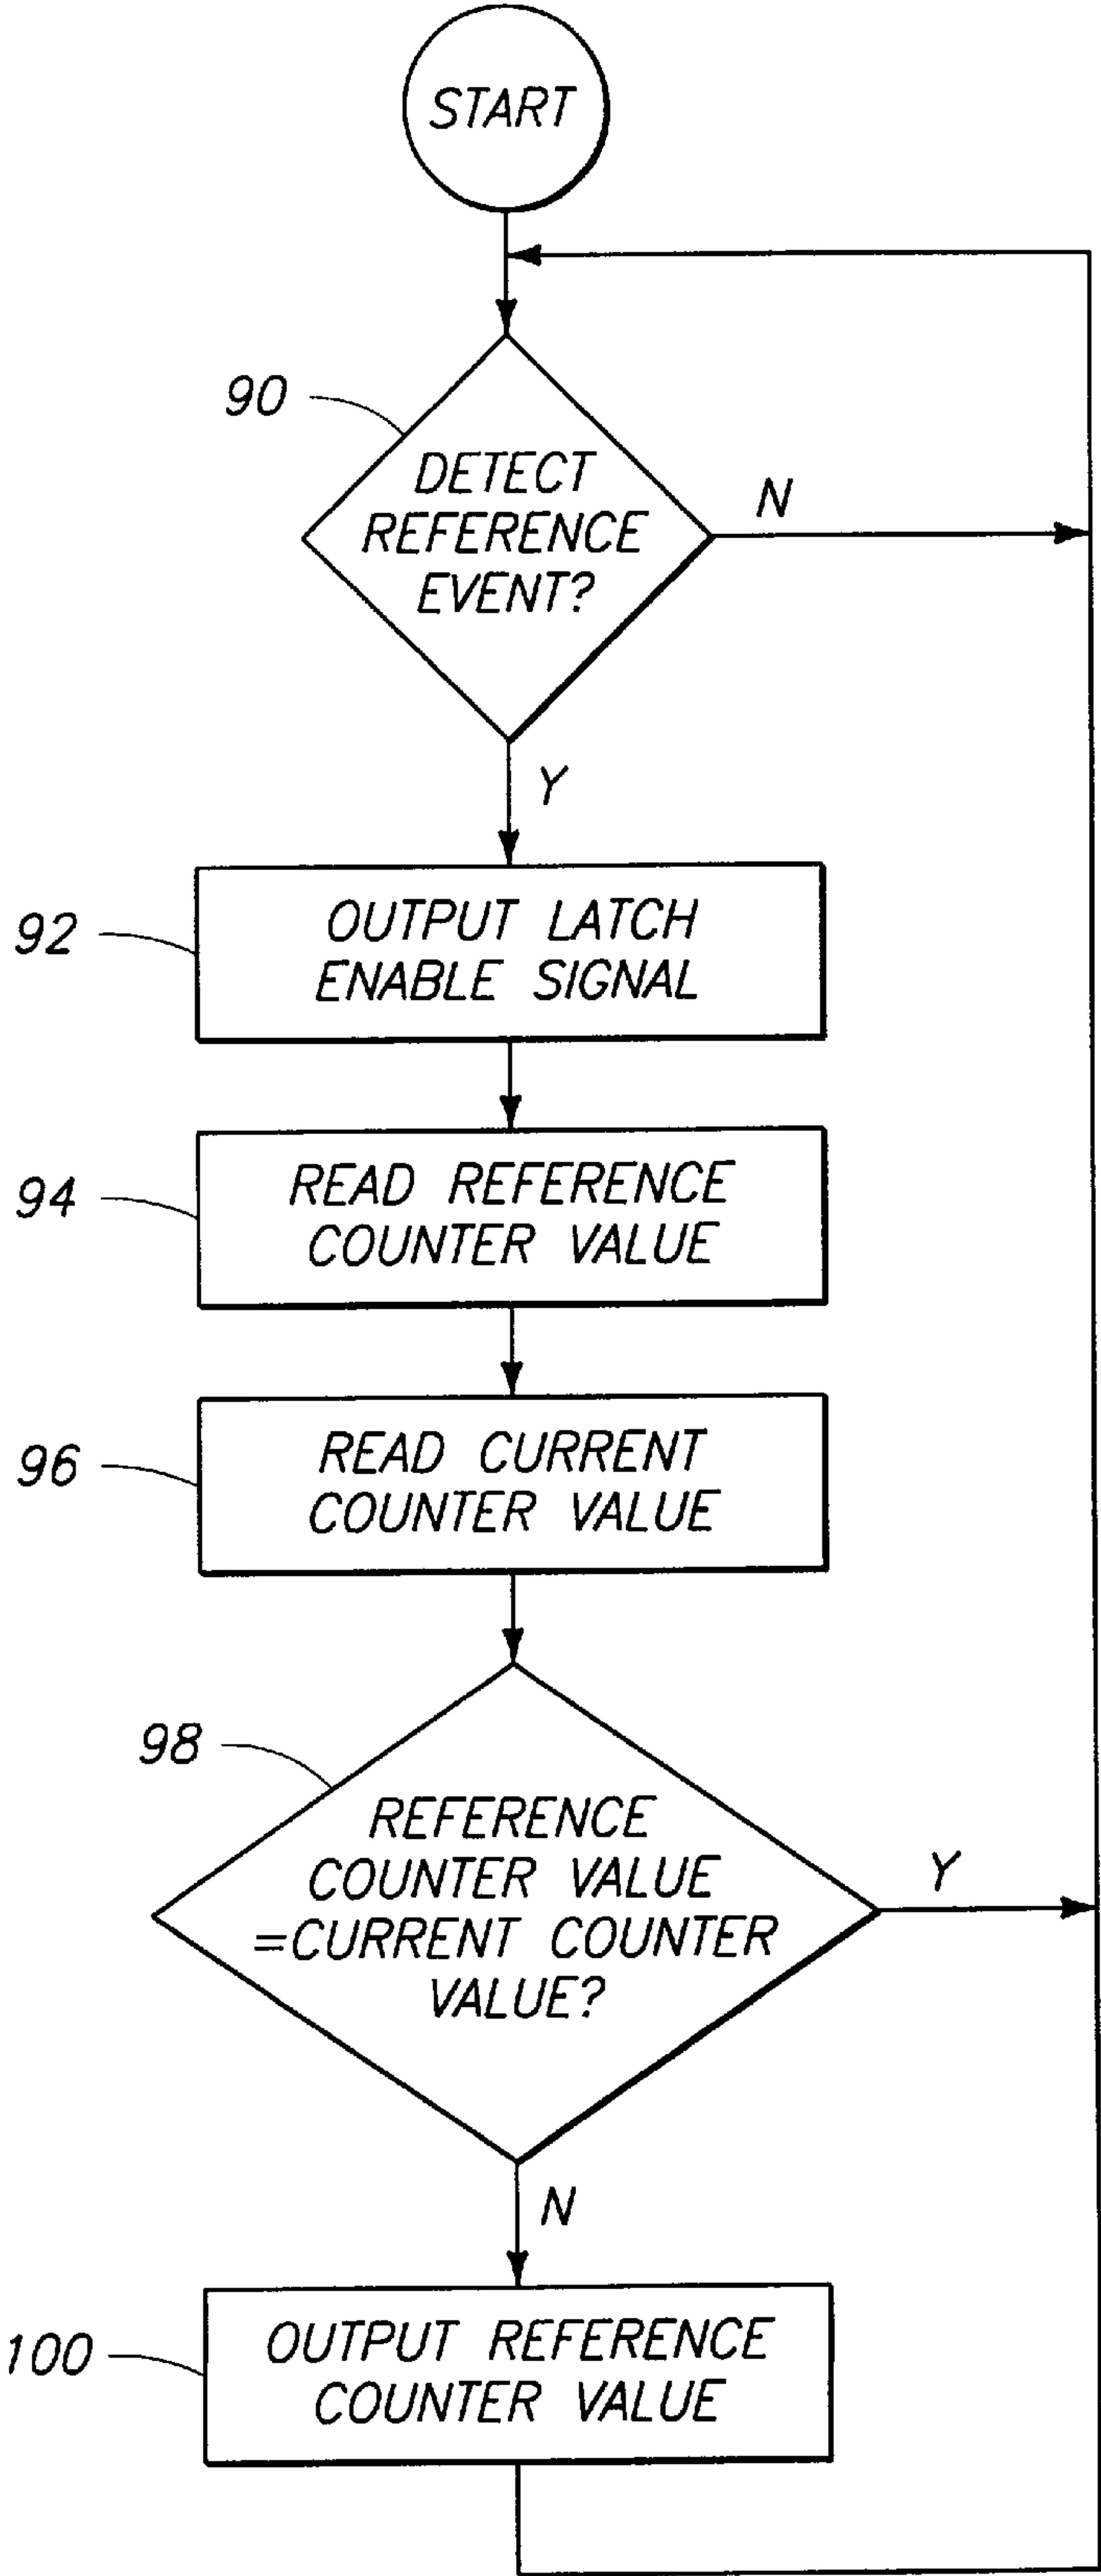 START
90
DETECT
REFERENCE
EVENT?
N
Y
92
OUTPUT LATCH
ENABLE SIGNAL
94
READ REFERENCE
COUNTER VALUE
96
READ CURRENT
COUNTER VALUE
98
REFERENCE
COUNTER VALUE
=CURRENT COUNTER
VALUE?
Y
N
100
OUTPUT REFERENCE
COUNTER VALUE